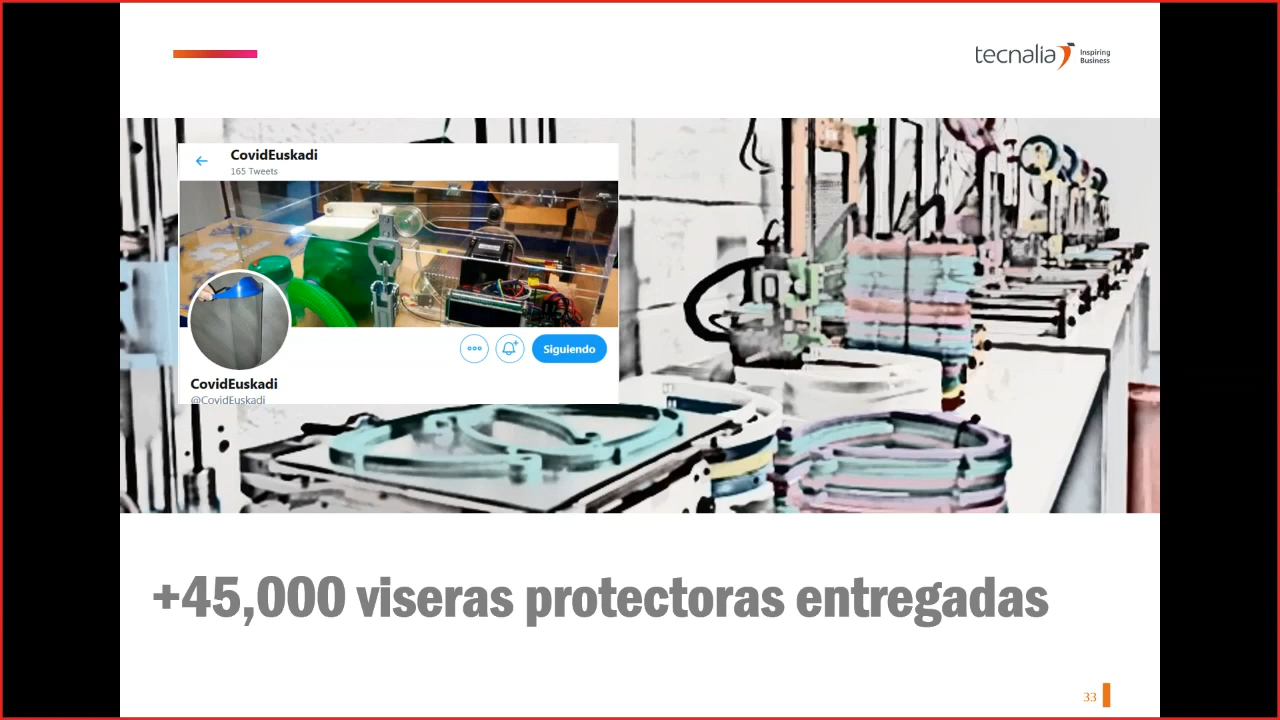 tecnalia
Inspiring
Business
CovidEuskadi
165 Tweets
Siguiendo
CovidEuskadi
@CovidEuskadi
+45,000 viseras protectoras entregadas
33